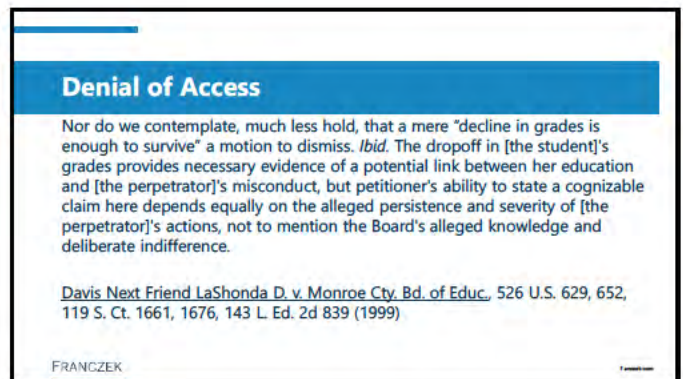 Denial of Access
Nor do we contemplate, much less hold, that a mere "decline in grades is
enough to survive" a motion to dismiss. Ibid. The dropoff in [the student]'s
grades provides necessary evidence of a potential link between her education
and [the perpetrator]'s misconduct, but petitioner's ability to state a cognizable
claim here depends equally on the alleged persistence and severity of [the
perpetrator]'s actions, not to mention the Board's alleged knowledge and
deliberate indifference.
Davis Next Friend LaShonda D. v. Monroe Cty. Bd. of Educ., 526 U.S. 629, 652,
119 S. Ct. 1661, 1676, 143 L. Ed. 2d 839 (1999)
FRANCZEK